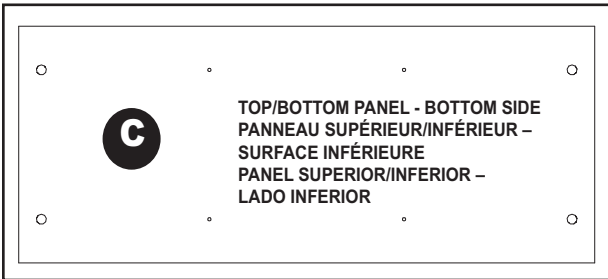 C
TOP/BOTTOM PANEL - BOTTOM SIDE
PANNEAU SUPÉRIEUR/INFÉRIEUR –
SURFACE INFÉRIEURE
PANEL SUPERIOR/INFERIOR –
LADO INFERIOR